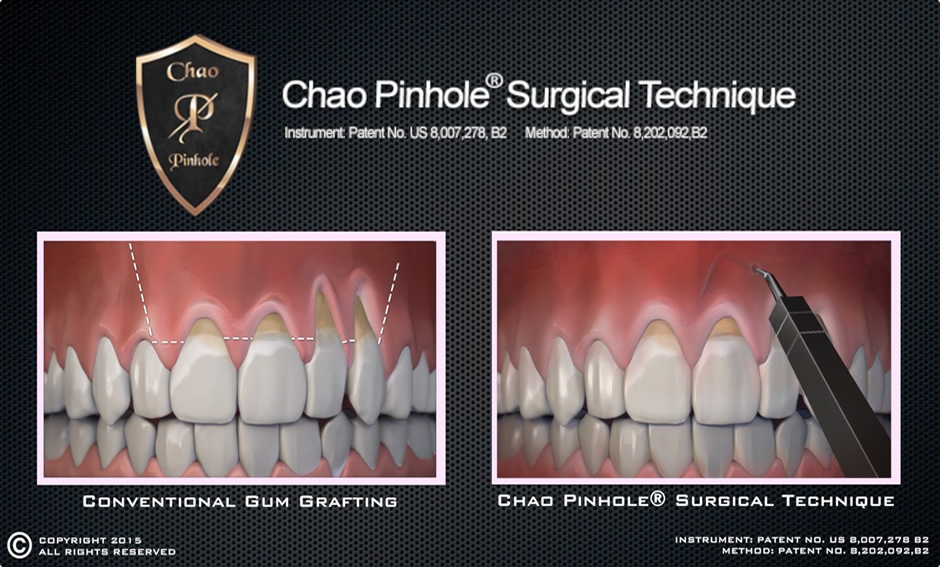 Chao
P
Pinhole
Chao Pinhole® Surgical Technique
Instrument: Patent No. US 8,007,278, B2 Method: Patent No. 8,202,092,B2
CONVENTIONAL GUM GRAFTING
CHAO PINHOLE® SURGICAL TECHNIQUE
© COPYRIGHT 2015
ALL RIGHTS RESERVED
INSTRUMENT: PATENT NO. US 8,007,278 B2
METHOD: PATENT NO. 8,202,092,B2